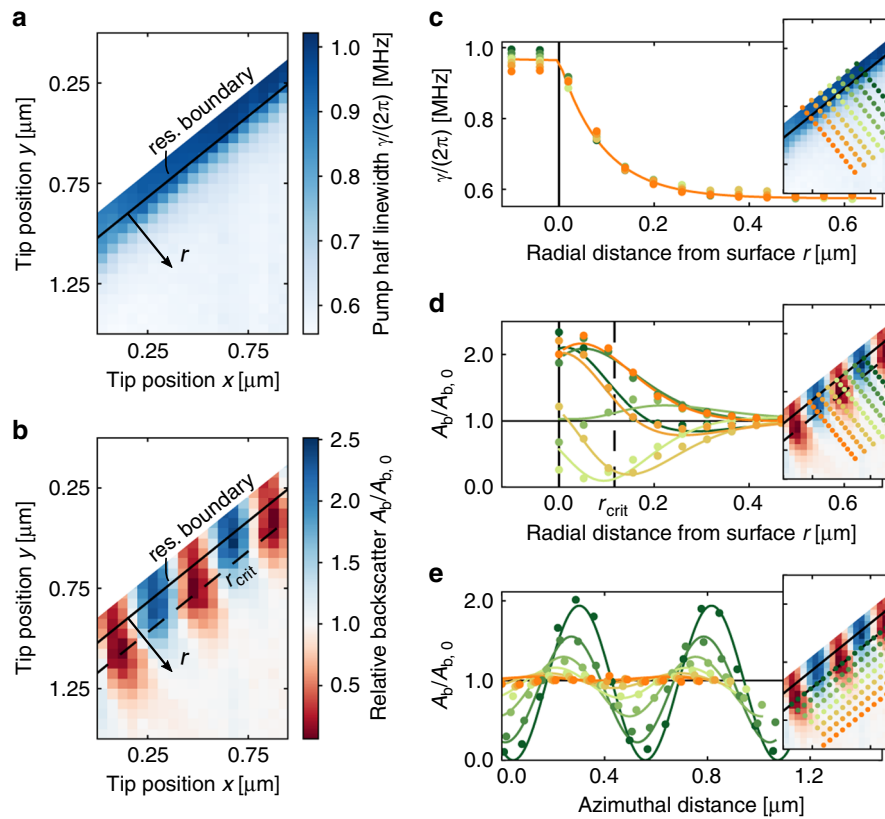 a
0.25
0.75
1.25
0.25
0.75
Tip position y [μm]
Tip position x [μm]
res. boundary
r
1.0
0.9
0.8
0.7
0.6
Pump half linewidth γ/(2π) [MHz]
b
0.25
0.75
1.25
0.25
0.75
Tip position y [μm]
Tip position x [μm]
res. boundary
r_crit
r
2.5
2.0
1.5
1.0
0.5
Relative backscatter A_b/A_b, 0
c
1.0
0.8
0.6
γ/(2π) [MHz]
0.0
0.2
0.4
0.6
Radial distance from surface r [μm]
d
2.0
1.0
0.0
A_b/A_b, 0
0.0
r_crit
0.2
0.4
0.6
Radial distance from surface r [μm]
e
2.0
1.0
0.0
A_b/A_b, 0
0.0
0.4
0.8
1.2
Azimuthal distance [μm]